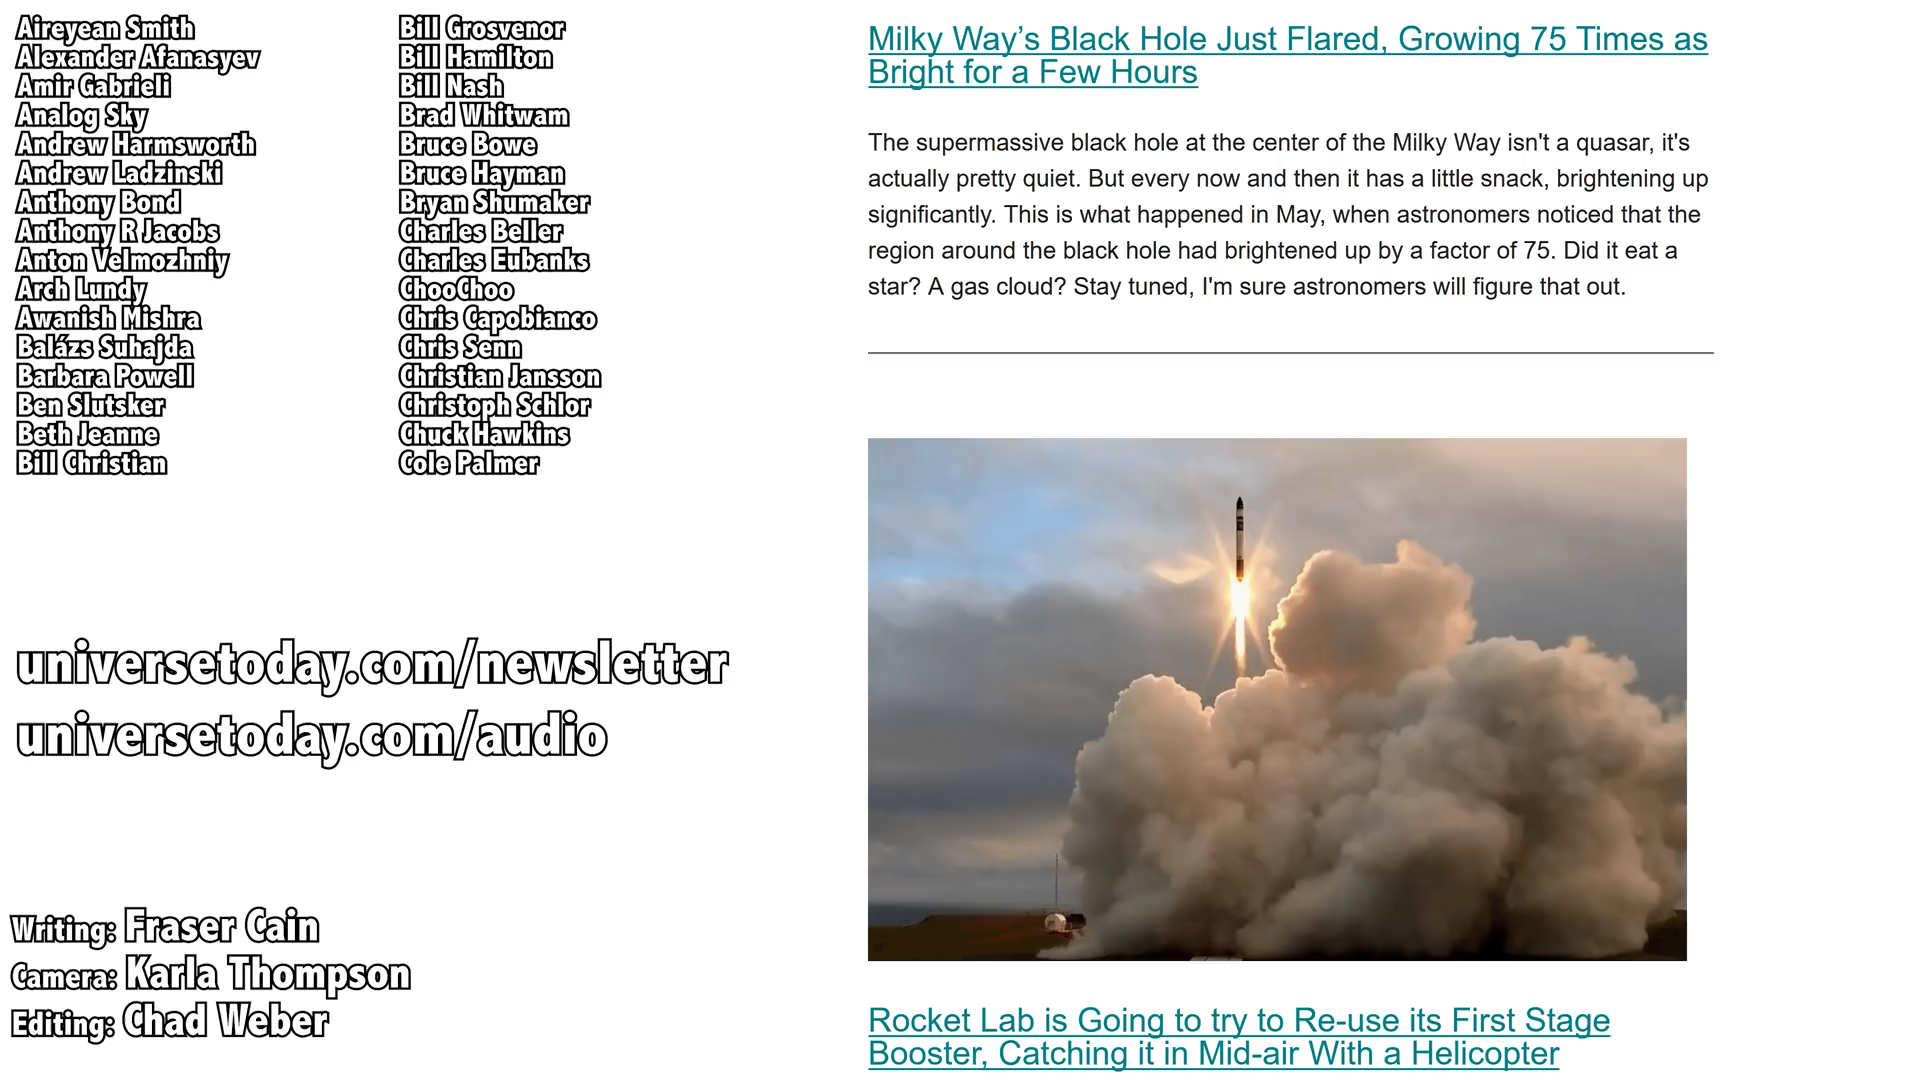 Aireyean Smith
Alexander Afanasyev
Amir Gabrieli
Analog Sky
Andrew Harmsworth
Andrew Ladzinski
Anthony Bond
Anthony R Jacobs
Anton Velmozhniy
Arch Lundy
Awanish Mishra
Balázs Suhajda
Barbara Powell
Ben Slutsker
Beth Jeanne
Bill Christian
Bill Grosvenor
Bill Hamilton
Bill Nash
Brad Whitwam
Bruce Bowe
Bruce Hayman
Bryan Shumaker
Charles Beller
Charles Eubanks
ChooChoo
Chris Capobianco
Chris Senn
Christian Jansson
Christoph Schlor
Chuck Hawkins
Cole Palmer
universetoday.com/newsletter
universetoday.com/audio
Writing: Fraser Cain
Camera: Karla Thompson
Editing: Chad Weber
Milky Way’s Black Hole Just Flared, Growing 75 Times as
Bright for a Few Hours
The supermassive black hole at the center of the Milky Way isn't a quasar, it's
actually pretty quiet. But every now and then it has a little snack, brightening up
significantly. This is what happened in May, when astronomers noticed that the
region around the black hole had brightened up by a factor of 75. Did it eat a
star? A gas cloud? Stay tuned, I'm sure astronomers will figure that out.
Rocket Lab is Going to try to Re-use its First Stage
Booster, Catching it in Mid-air With a Helicopter